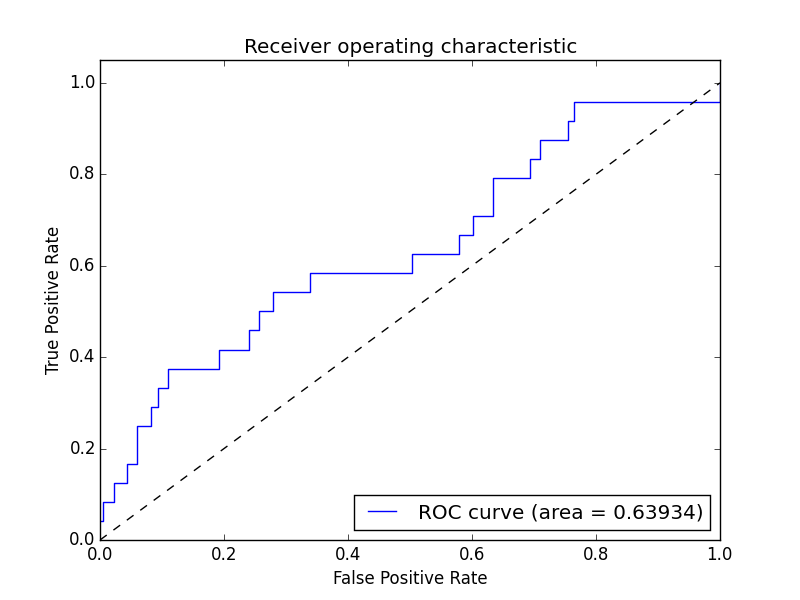 Receiver operating characteristic
True Positive Rate
1.0
0.8
0.6
0.4
0.2
0.0
ROC curve (area = 0.63934)
0.0 0.2 0.4 0.6 0.8 1.0
False Positive Rate